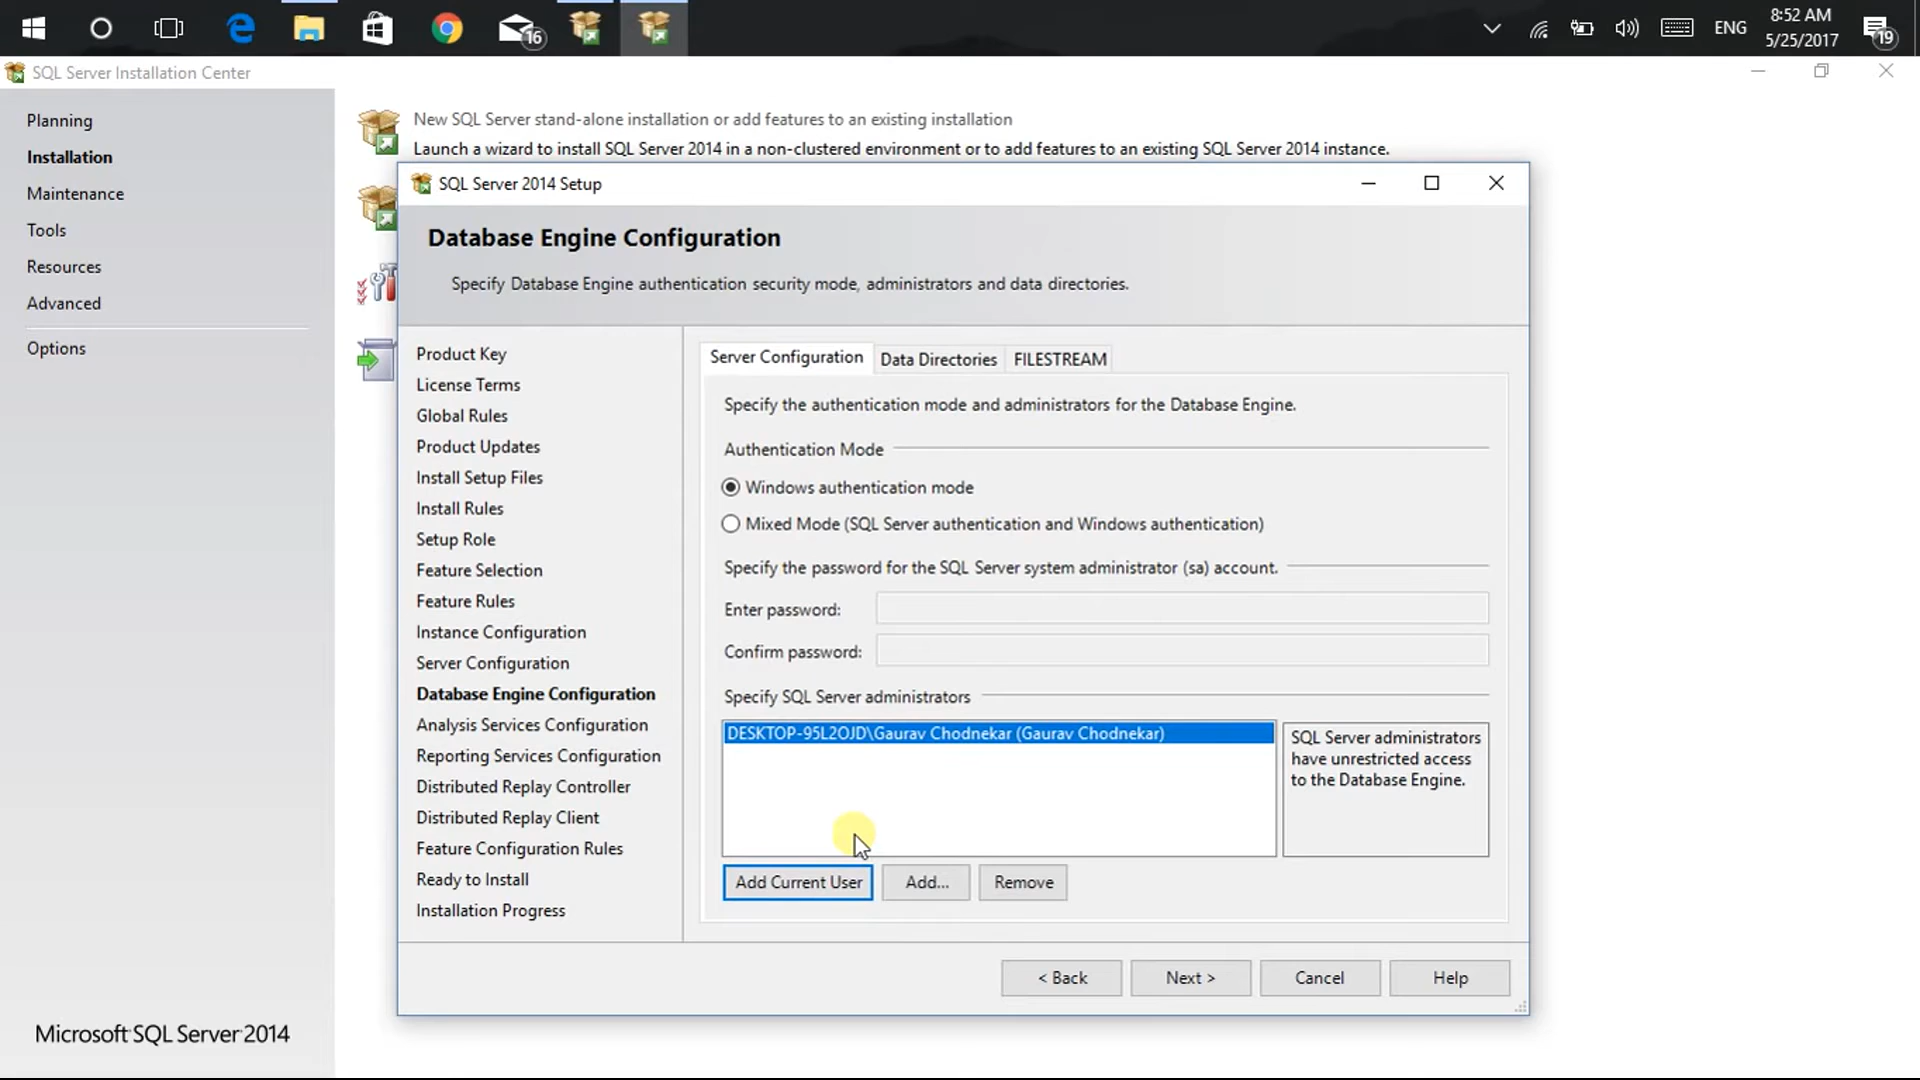 16
ENG
8:52 AM
5/25/2017
19
SQL Server Installation Center
Planning
Installation
Maintenance
Tools
Resources
Advanced
Options
Microsoft SQL Server 2014
New SQL Server stand-alone installation or add features to an existing installation
Launch a wizard to install SQL Server 2014 in a non-clustered environment or to add features to an existing SQL Server 2014 instance.
SQL Server 2014 Setup
Database Engine Configuration
Specify Database Engine authentication security mode, administrators and data directories.
Product Key
License Terms
Global Rules
Product Updates
Install Setup Files
Install Rules
Setup Role
Feature Selection
Feature Rules
Instance Configuration
Server Configuration
Database Engine Configuration
Analysis Services Configuration
Reporting Services Configuration
Distributed Replay Controller
Distributed Replay Client
Feature Configuration Rules
Ready to Install
Installation Progress
Server Configuration
Data Directories
FILESTREAM
Specify the authentication mode and administrators for the Database Engine.
Authentication Mode
Windows authentication mode
Mixed Mode (SQL Server authentication and Windows authentication)
Specify the password for the SQL Server system administrator (sa) account.
Enter password:
Confirm password:
Specify SQL Server administrators
DESKTOP-95L2OJD\Gaurav Chodnekar (Gaurav Chodnekar)
SQL Server administrators
have unrestricted access
to the Database Engine.
Add Current User
Add...
Remove
< Back
Next >
Cancel
Help